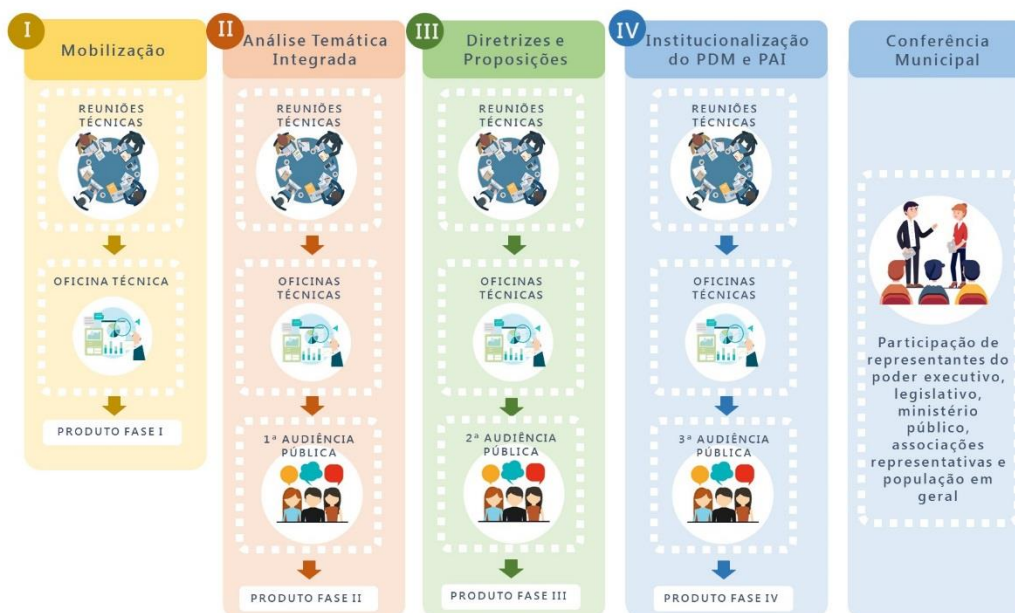 I
Mobilização
REUNIÕES
TÉCNICAS
OFICINA TÉCNICA
PRODUTO FASE I
II
Análise Temática
Integrada
REUNIÕES
TÉCNICAS
OFICINAS
TÉCNICAS
1ª AUDIÊNCIA
PÚBLICA
PRODUTO FASE II
III
Diretrizes e
Proposições
REUNIÕES
TÉCNICAS
OFICINAS
TÉCNICAS
2ª AUDIÊNCIA
PÚBLICA
PRODUTO FASE III
IV
Institucionalização
do PDM e PAI
REUNIÕES
TÉCNICAS
OFICINAS
TÉCNICAS
3ª AUDIÊNCIA
PÚBLICA
PRODUTO FASE IV
Conferência
Municipal
Participação de
representantes do
poder executivo,
legislativo,
ministério
público,
associações
representativas e
população em
geral